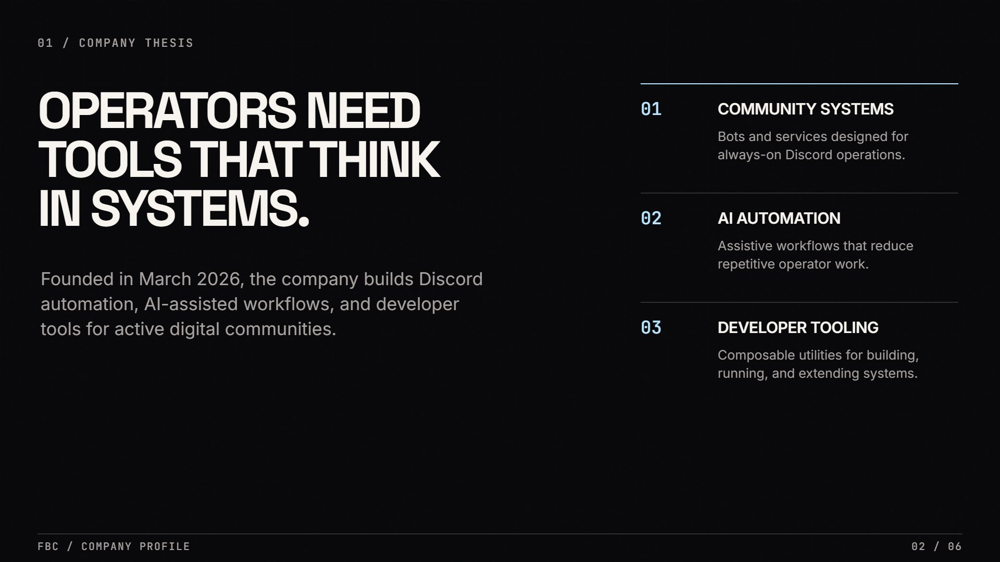 01 / COMPANY THESIS
OPERATORS NEED
TOOLS THAT THINK
IN SYSTEMS.
Founded in March 2026, the company builds Discord
automation, AI-assisted workflows, and developer
tools for active digital communities.
01
COMMUNITY SYSTEMS
Bots and services designed for
always-on Discord operations.
02
AI AUTOMATION
Assistive workflows that reduce
repetitive operator work.
03
DEVELOPER TOOLING
Composable utilities for building,
running, and extending systems.
FBC / COMPANY PROFILE
02 / 06